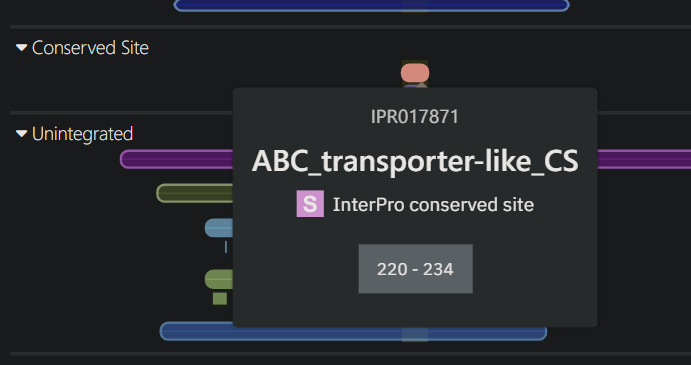 Conserved Site
IPR017871
Unintegrated
ABC_transporter-like_CS
S InterPro conserved site
220 - 234